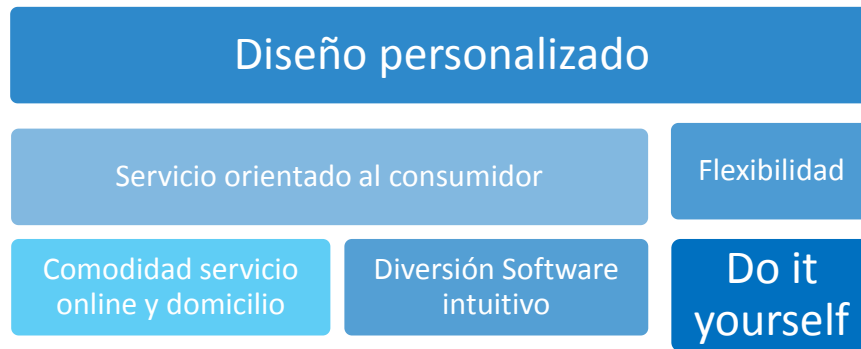 Diseño personalizado
Servicio orientado al consumidor
Flexibilidad
Comodidad servicio
online y domicilio
Diversión Software
intuitivo
Do it
yourself